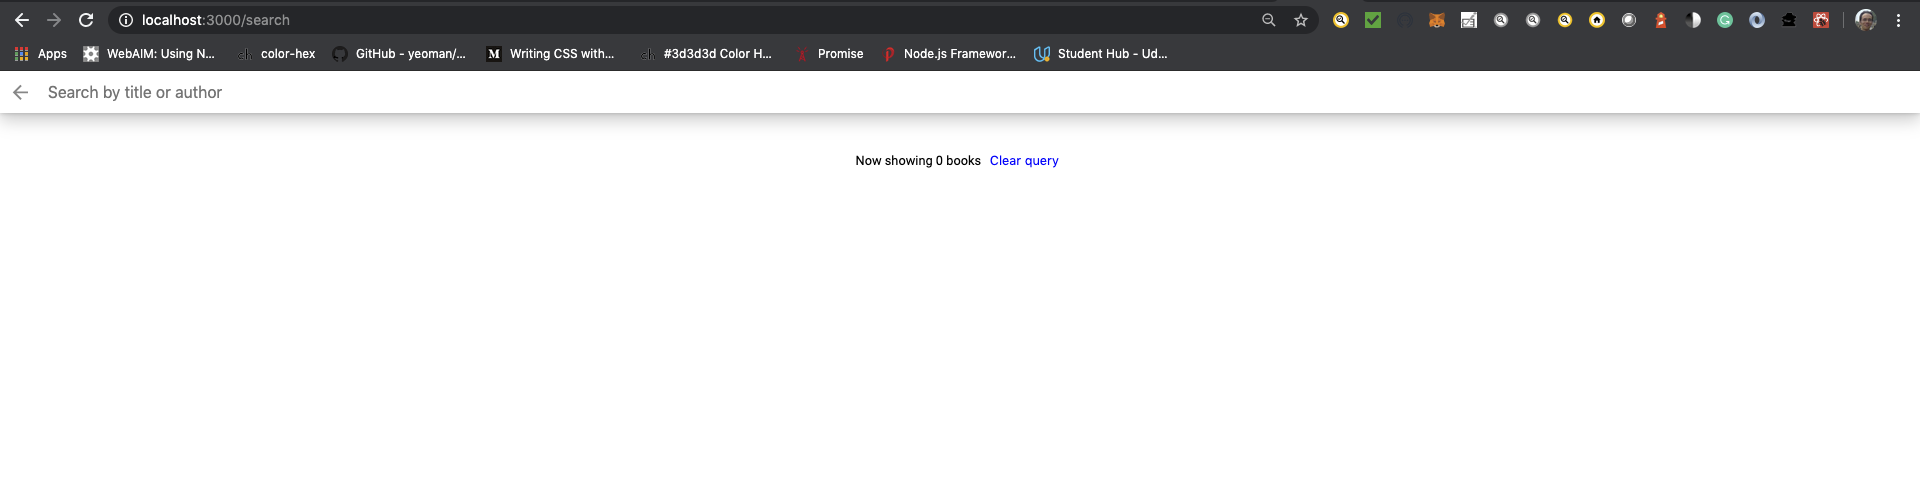 localhost:3000/search
Apps WebAIM: Using N... color-hex GitHub - yeoman/... M Writing CSS with... ch #3d3d3d Color H... Promise Node.js Framewor... Student Hub - Ud...
Search by title or author
Now showing 0 books Clear query